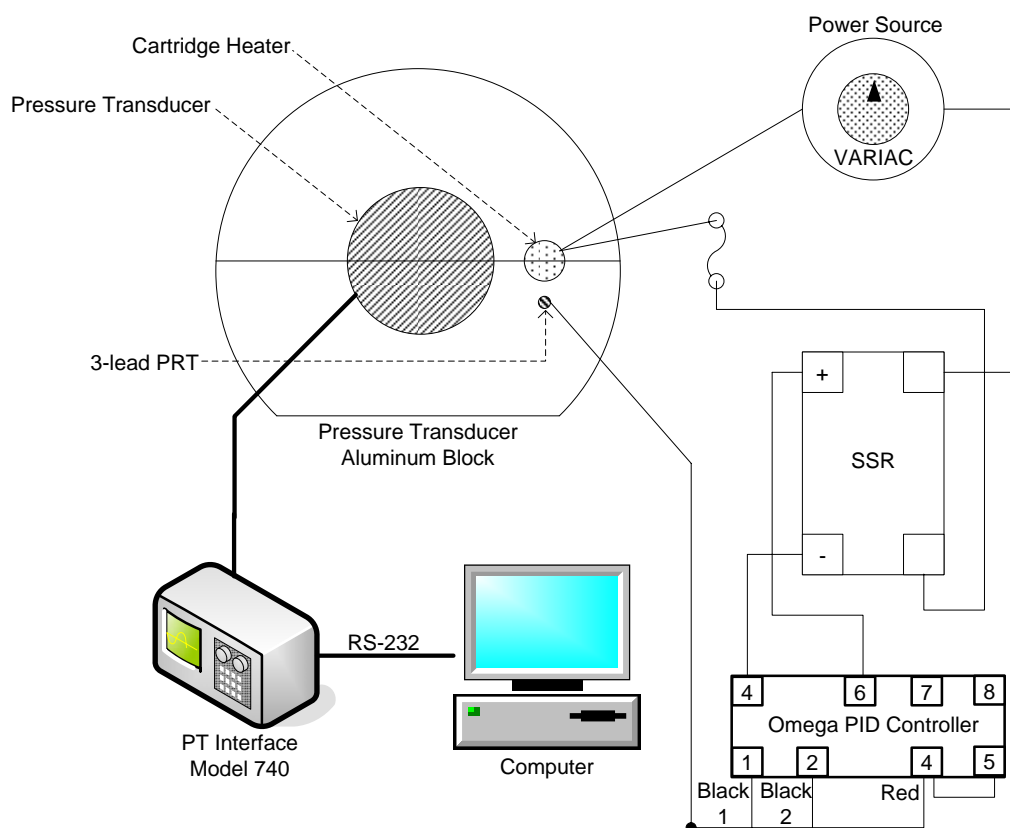 Power Source
Cartridge Heater
Pressure Transducer
VARIAC
3-lead PRT
Pressure Transducer
Aluminum Block
+
SSR
-
RS-232
4 6 7 8
Omega PID Controller
1 2 4 5
PT Interface
Model 740
Computer
Black
1
Black
2
Red